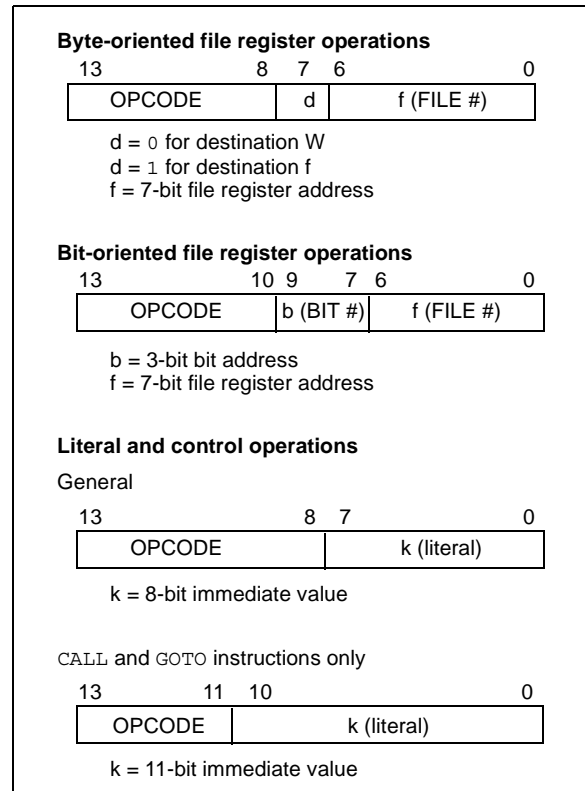 Byte-oriented file register operations
13 8 7 6 0
OPCODE d f (FILE #)
d = 0 for destination W
d = 1 for destination f
f = 7-bit file register address
Bit-oriented file register operations
13 10 9 7 6 0
OPCODE b (BIT #) f (FILE #)
b = 3-bit bit address
f = 7-bit file register address
Literal and control operations
General
13 8 7 0
OPCODE k (literal)
k = 8-bit immediate value
CALL and GOTO instructions only
13 11 10 0
OPCODE k (literal)
k = 11-bit immediate value